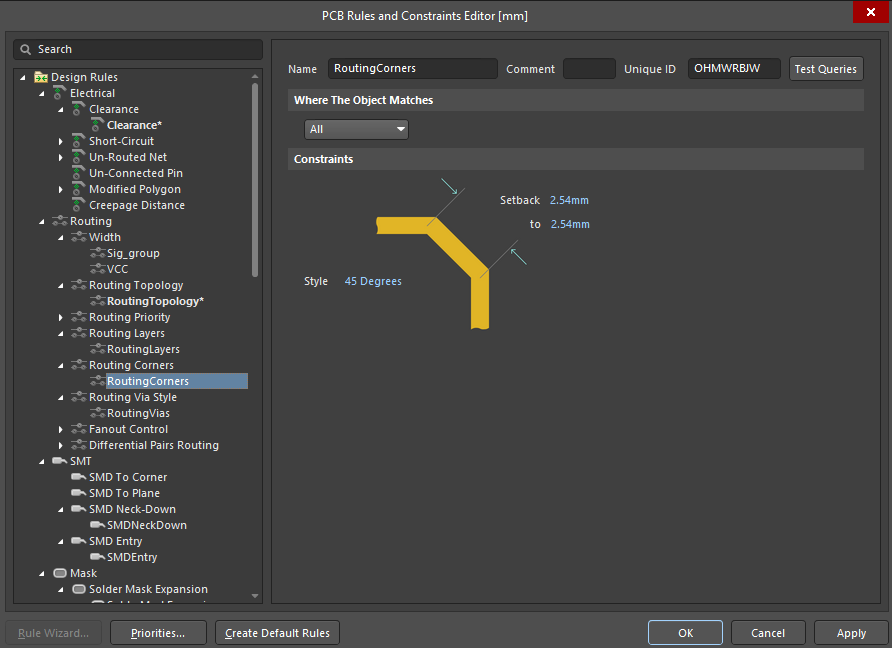 PCB Rules and Constraints Editor [mm]
Search
Design Rules
Electrical
Clearance
Clearance*
Short-Circuit
Un-Routed Net
Un-Connected Pin
Modified Polygon
Creepage Distance
Routing
Width
Sig_group
VCC
Routing Topology
RoutingTopology*
Routing Priority
Routing Layers
RoutingLayers
Routing Corners
RoutingCorners
Routing Via Style
RoutingVias
Fanout Control
Differential Pairs Routing
SMT
SMD To Corner
SMD To Plane
SMD Neck-Down
SMDNeckDown
SMD Entry
SMDEntry
Mask
Solder Mask Expansion
Name RoutingCorners Comment Unique ID OHMWRBJW Test Queries
Where The Object Matches
All
Constraints
Setback 2.54mm
to 2.54mm
Style 45 Degrees
Rule Wizard... Priorities... Create Default Rules OK Cancel Apply